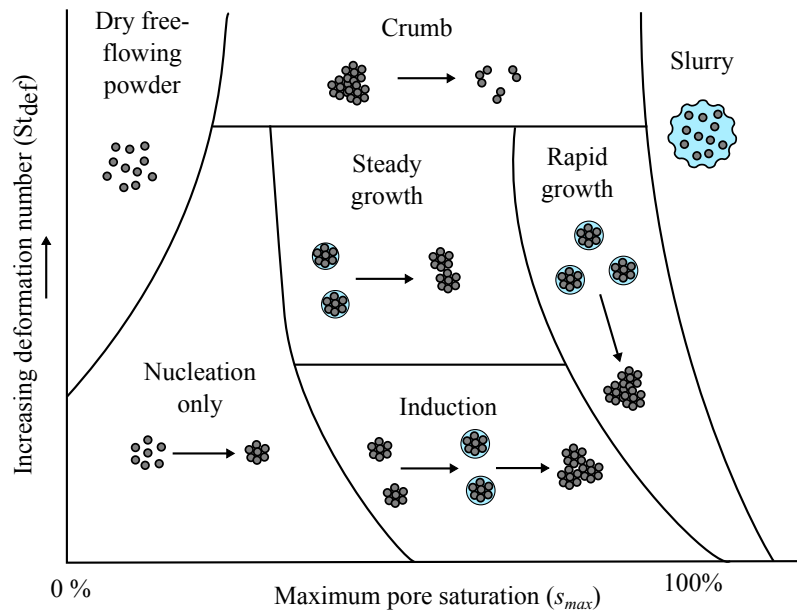 Dry free-
flowing
powder
Crumb
Slurry
Steady
growth
Rapid
growth
Nucleation
only
Induction
Increasing deformation number (Stdef)
0 %
Maximum pore saturation (smax)
100%